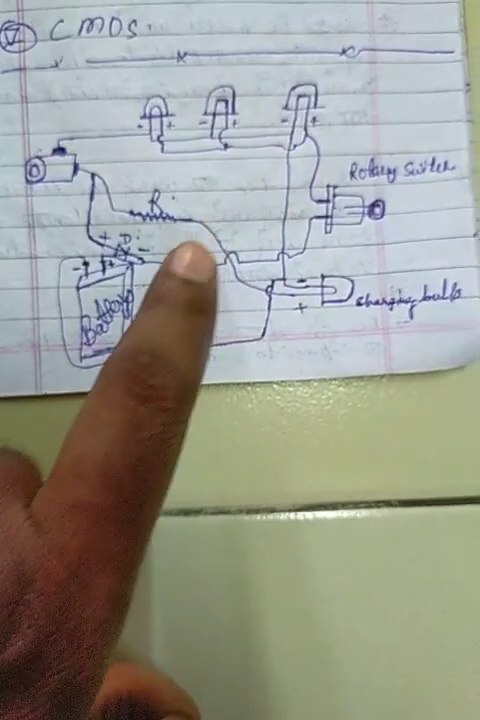 V CMOS.
- + - + - +
Rotary Switch
R
+ D -
- +
Battery
-
+
charging bulb